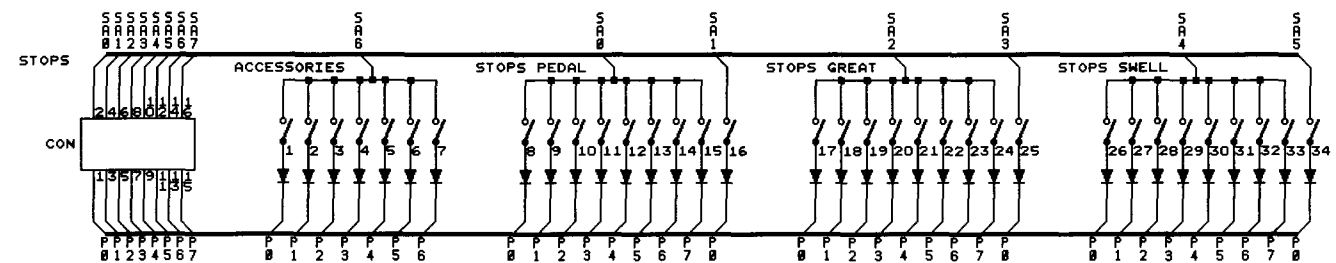 SA0 SA1 SA2 SA3 SA4 SA5 SA6 SA7 SA6 SA0 SA1 SA2 SA3 SA4 SA5
STOPS ACCESSORIES STOPS PEDAL STOPS GREAT STOPS SWELL
2 4 6 8 10 12 14 16
CON 1 2 3 4 5 6 7 8 9 10 11 12 13 14 15 16 17 18 19 20 21 22 23 24 25 26 27 28 29 30 31 32 33 34
1 3 5 7 9 11 13 15
P0 P1 P2 P3 P4 P5 P6 P7 P0 P1 P2 P3 P4 P5 P6 P0 P1 P2 P3 P4 P5 P6 P7 P0 P0 P1 P2 P3 P4 P5 P6 P7 P0 P0 P1 P2 P3 P4 P5 P6 P7 P0